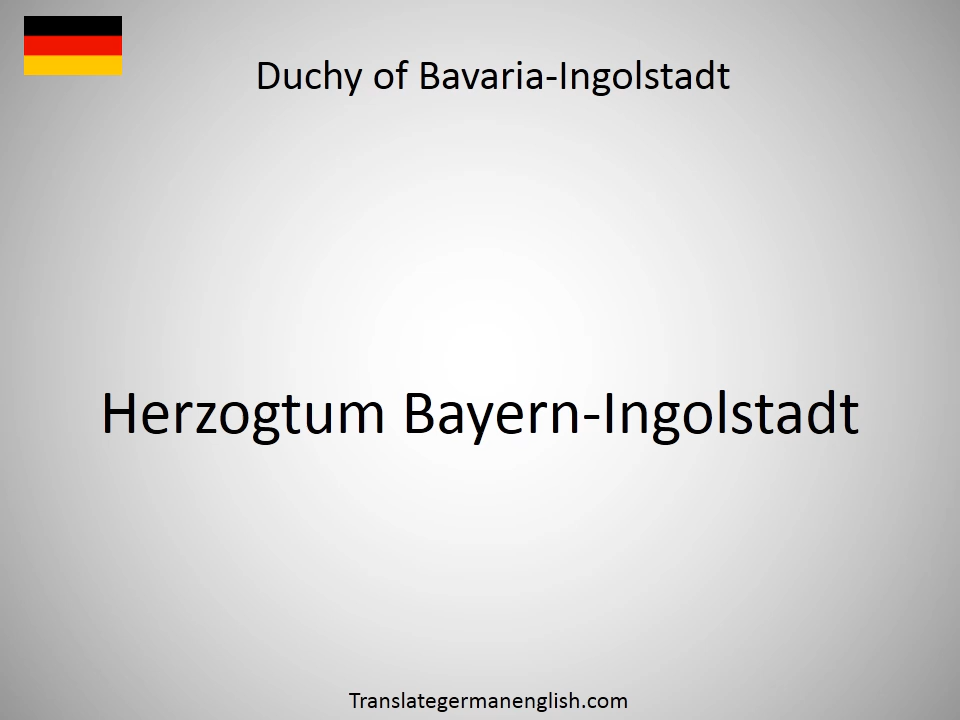 Duchy of Bavaria-Ingolstadt
Herzogtum Bayern-Ingolstadt
Translategermanenglish.com